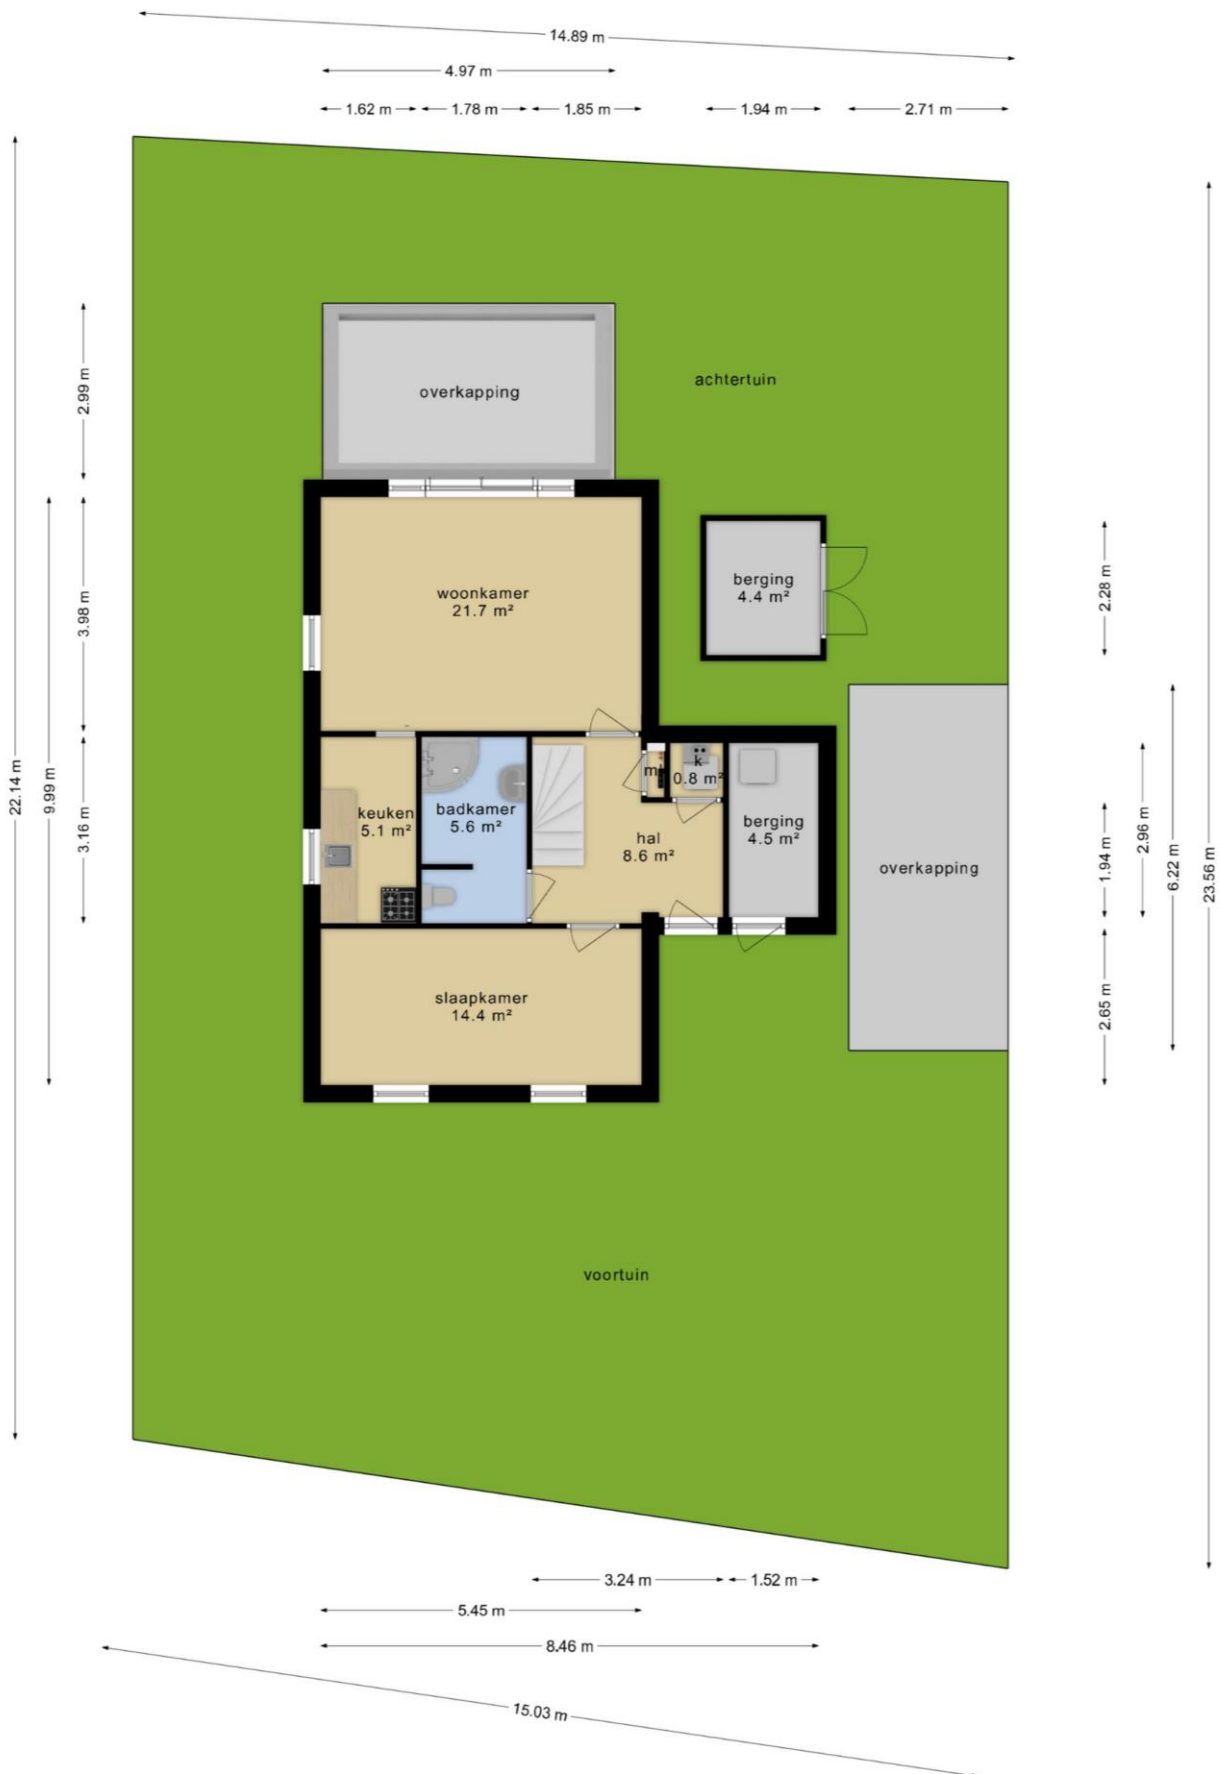 14.89 m
4.97 m
1.62 m
1.78 m
1.85 m
1.94 m
2.71 m
2.99 m
overkapping
achtertuin
3.98 m
woonkamer
21.7 m²
berging
4.4 m²
2.28 m
22.14 m
9.99 m
3.16 m
keuken
5.1 m²
badkamer
5.6 m²
hal
8.6 m²
m
k
0.8 m²
berging
4.5 m²
overkapping
1.94 m
2.96 m
6.22 m
23.56 m
slaapkamer
14.4 m²
2.65 m
voortuin
3.24 m
1.52 m
5.45 m
8.46 m
15.03 m